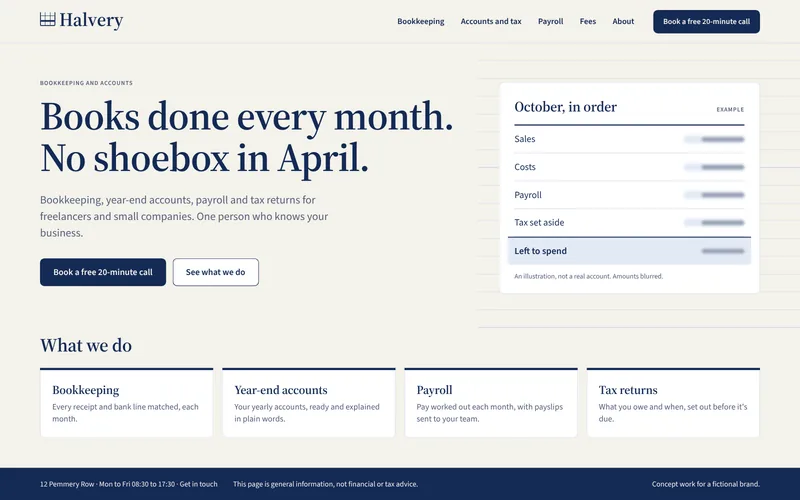 Halvery
Bookkeeping
Accounts and tax
Payroll
Fees
About
Book a free 20-minute call
BOOKKEEPING AND ACCOUNTS
Books done every month.
No shoebox in April.
Bookkeeping, year-end accounts, payroll and tax returns for
freelancers and small companies. One person who knows your
business.
Book a free 20-minute call
See what we do
October, in order
EXAMPLE
Sales
Costs
Payroll
Tax set aside
Left to spend
An illustration, not a real account. Amounts blurred.
What we do
Bookkeeping
Every receipt and bank line matched, each
month.
Year-end accounts
Your yearly accounts, ready and explained
in plain words.
Payroll
Pay worked out each month, with payslips
sent to your team.
Tax returns
What you owe and when, set out before it's
due.
12 Pemmery Row · Mon to Fri 08:30 to 17:30 · Get in touch
This page is general information, not financial or tax advice.
Concept work for a fictional brand.